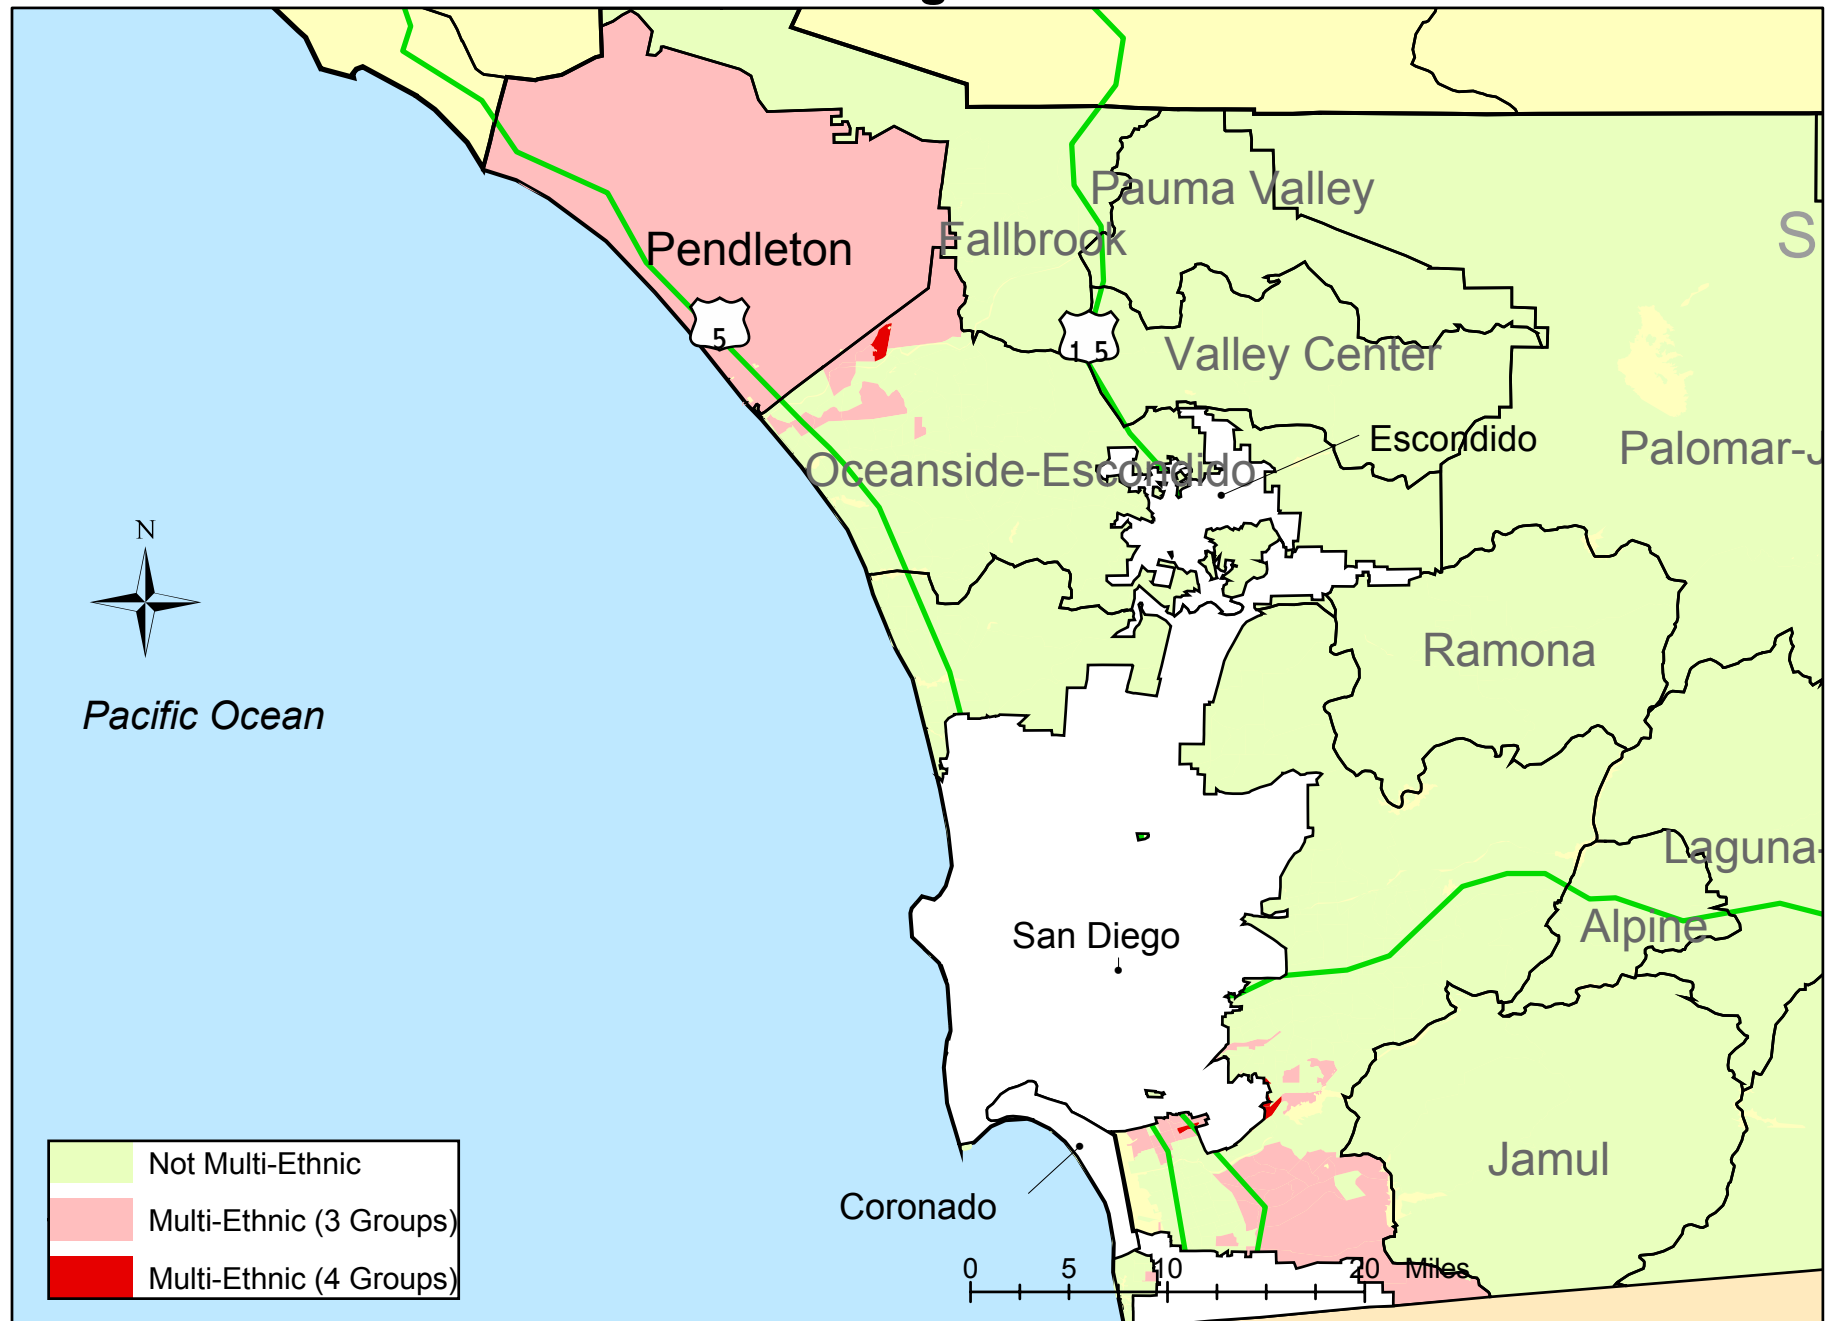 Pauma Valley
S
Fallbrook
Pendleton
5
15
Valley Center
Escondido
Palomar-J
Oceanside-Escondido
N
Ramona
Pacific Ocean
Laguna-
Alpine
San Diego
Jamul
Not Multi-Ethnic
Coronado
Multi-Ethnic (3 Groups)
Multi-Ethnic (4 Groups)
0 5 10 20 Miles